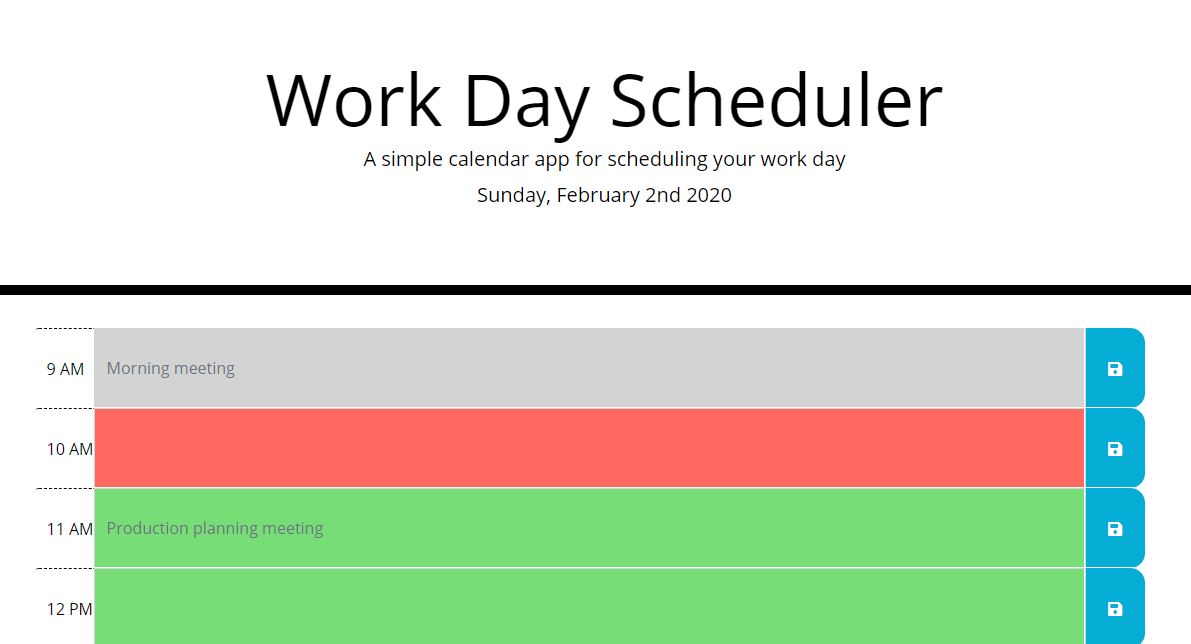 Work Day Scheduler
A simple calendar app for scheduling your work day
Sunday, February 2nd 2020
9 AM Morning meeting
10 AM
11 AM Production planning meeting
12 PM